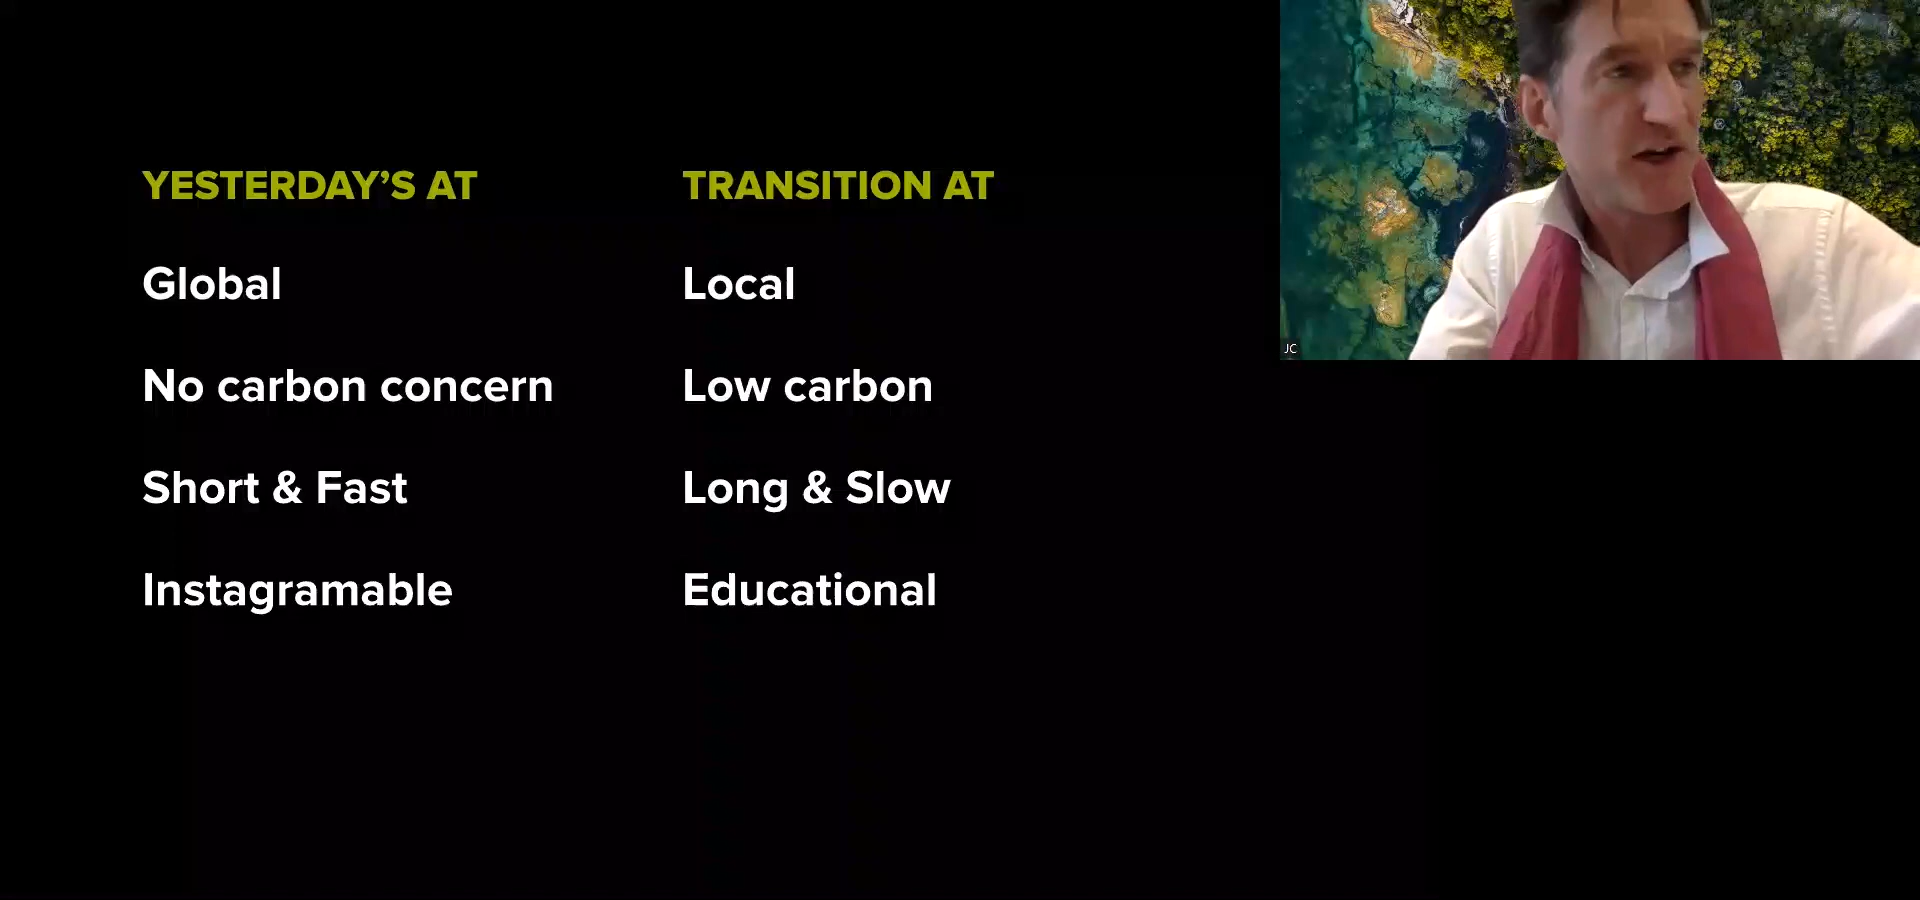 YESTERDAY’S AT
Global
No carbon concern
Short & Fast
Instagramable
TRANSITION AT
Local
Low carbon
Long & Slow
Educational
JC